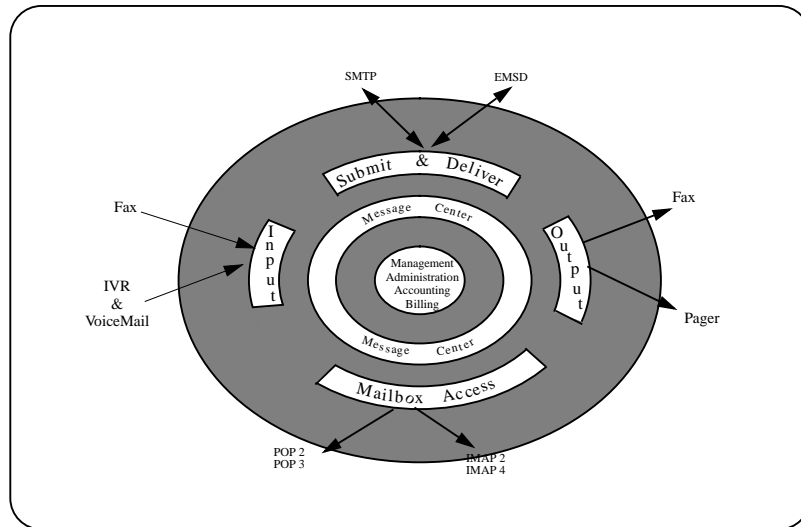 SMTP
EMSD
Submit & Deliver
Fax
Input
IVR
&
VoiceMail
Message Center
Management
Administration
Accounting
Billing
Message Center
Output
Fax
Pager
Mailbox Access
POP 2
POP 3
IMAP 2
IMAP 4